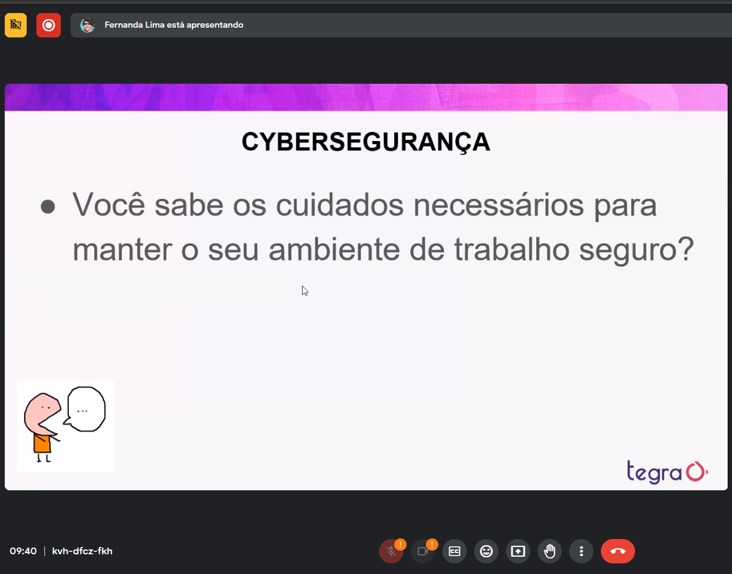 Fernanda Lima está apresentando
CYBERSEGURANÇA
● Você sabe os cuidados necessários para
manter o seu ambiente de trabalho seguro?
...
tegra
09:40 | kvh-dfcz-fkh
! !
CC